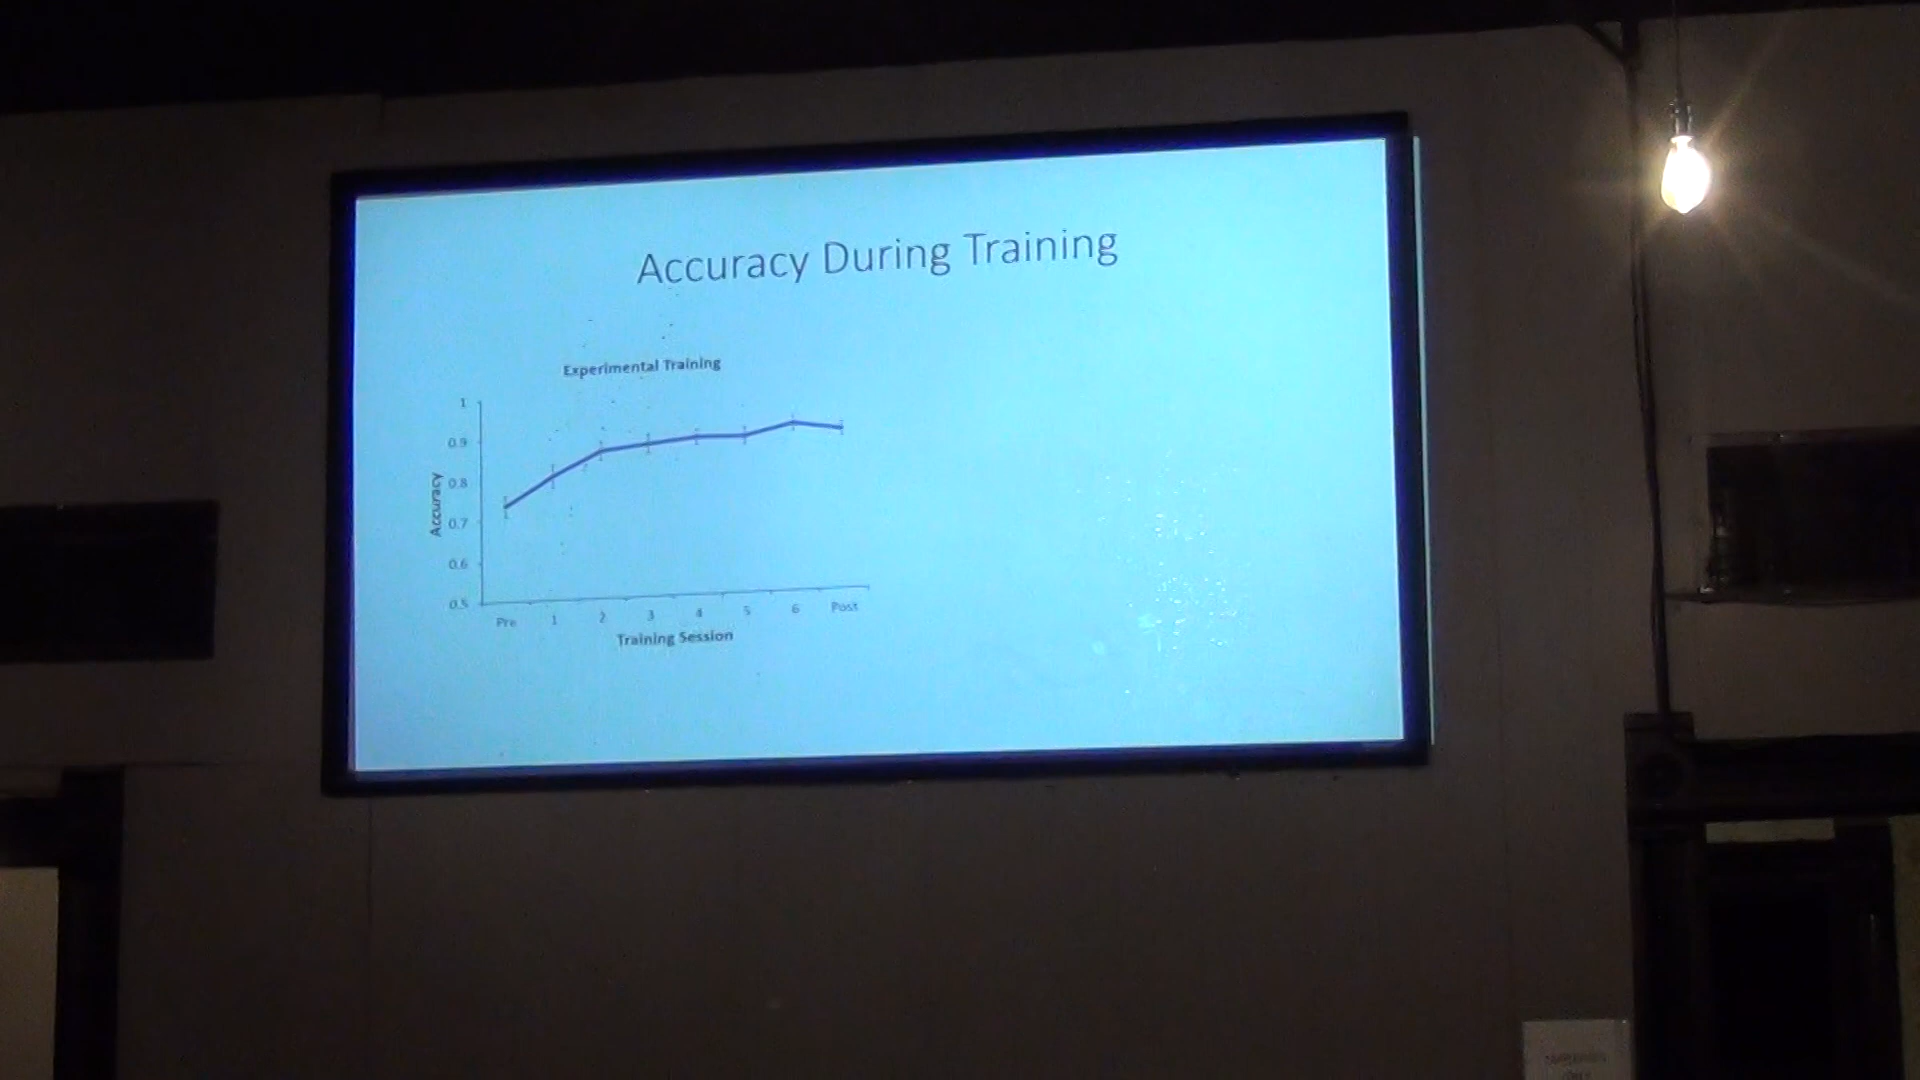 Accuracy During Training
Experimental Training
1
0.9
0.8
0.7
0.6
0.5
Accuracy
Pre 1 2 3 4 5 6 Post
Training Session